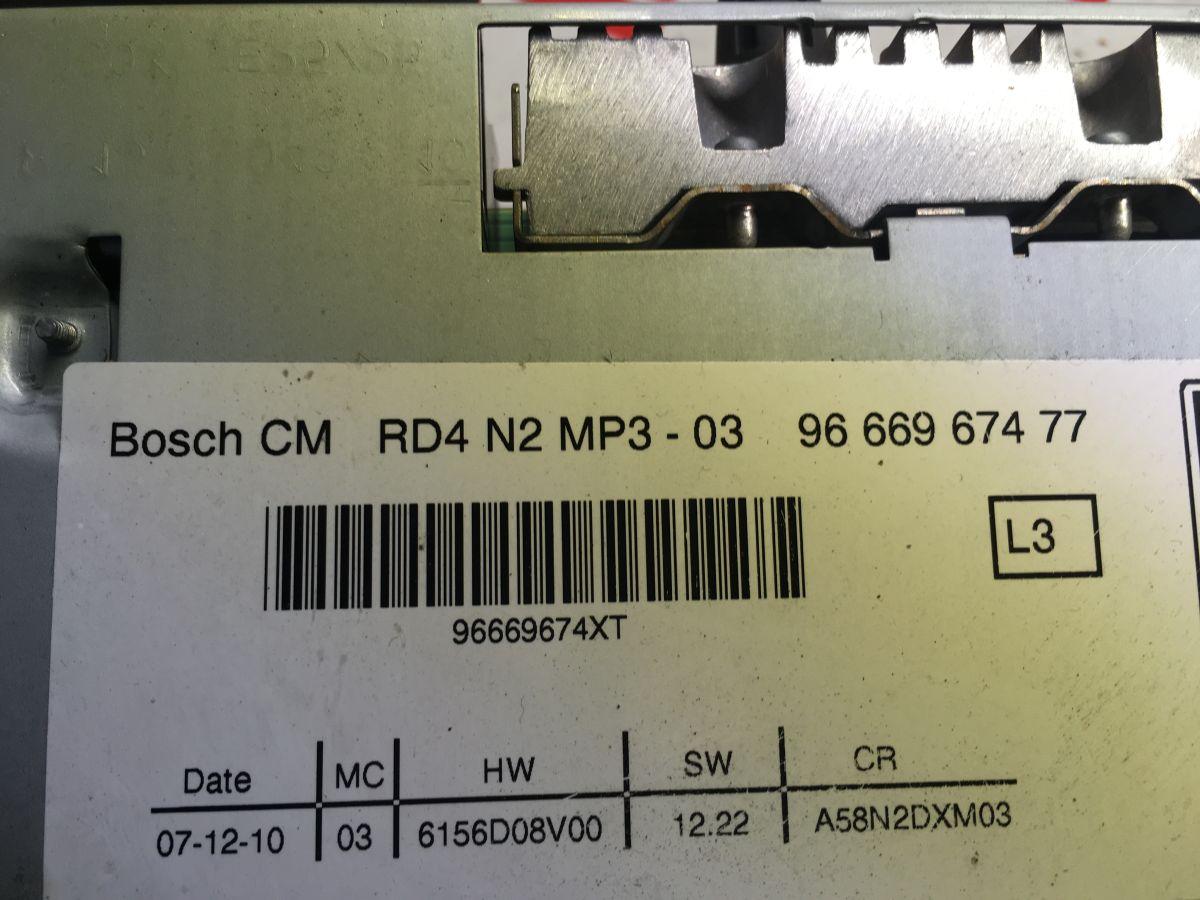 Bosch CM RD4 N2 MP3 - 03 96 669 674 77
L3
96669674XT
Date MC HW SW CR
07-12-10 03 6156D08V00 12.22 A58N2DXM03